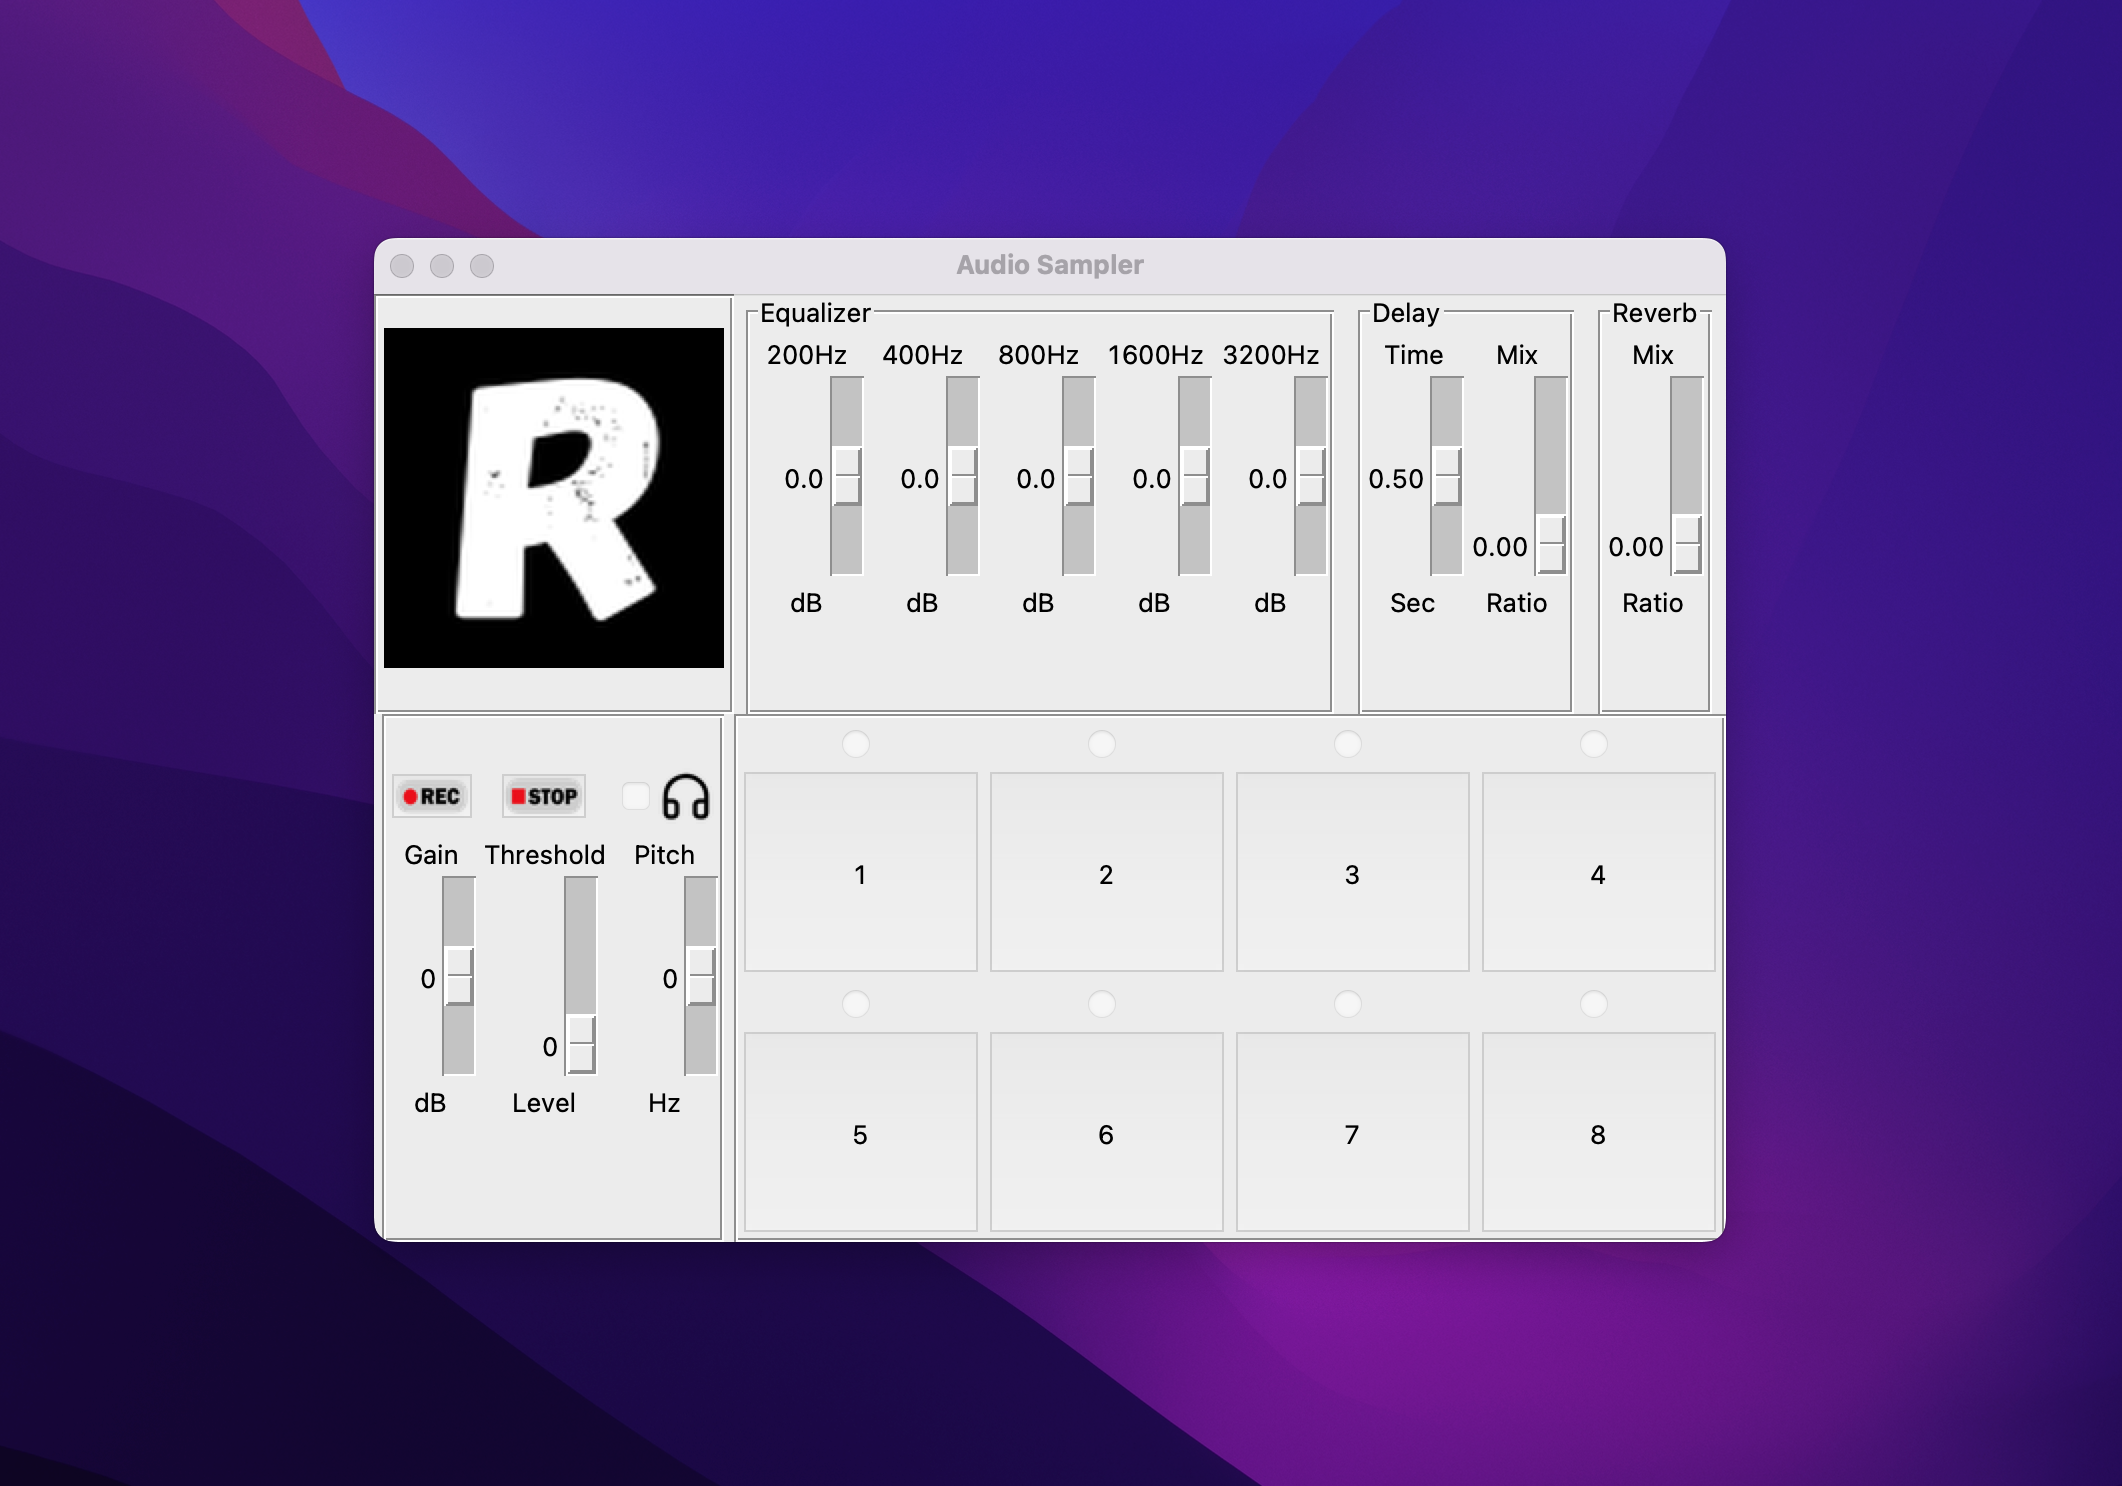 Audio Sampler
R
Equalizer
200Hz 400Hz 800Hz 1600Hz 3200Hz
0.0 0.0 0.0 0.0 0.0
dB dB dB dB dB
Delay
Time Mix
0.50
0.00
Sec Ratio
Reverb
Mix
0.00
Ratio
REC STOP
Gain Threshold Pitch
0 0
0
dB Level Hz
1 2 3 4
5 6 7 8